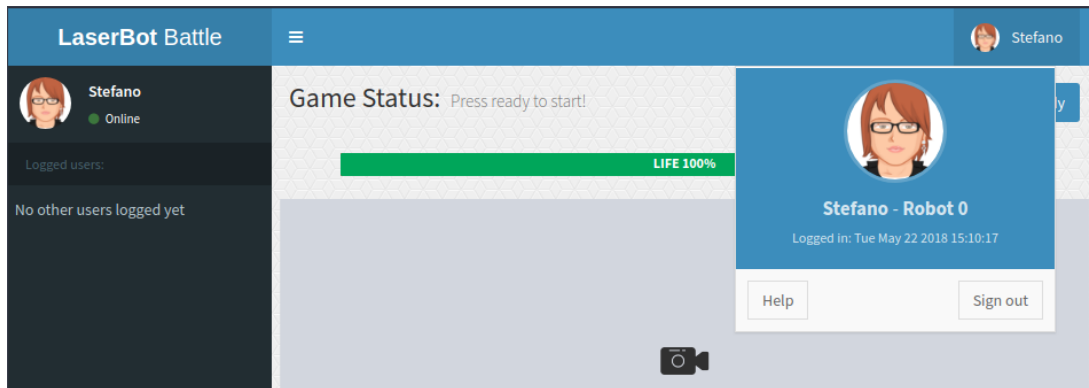 LaserBot Battle
Stefano
Stefano
Online
Logged users:
No other users logged yet
Game Status: Press ready to start!
LIFE 100%
Stefano - Robot 0
Logged in: Tue May 22 2018 15:10:17
Help
Sign out